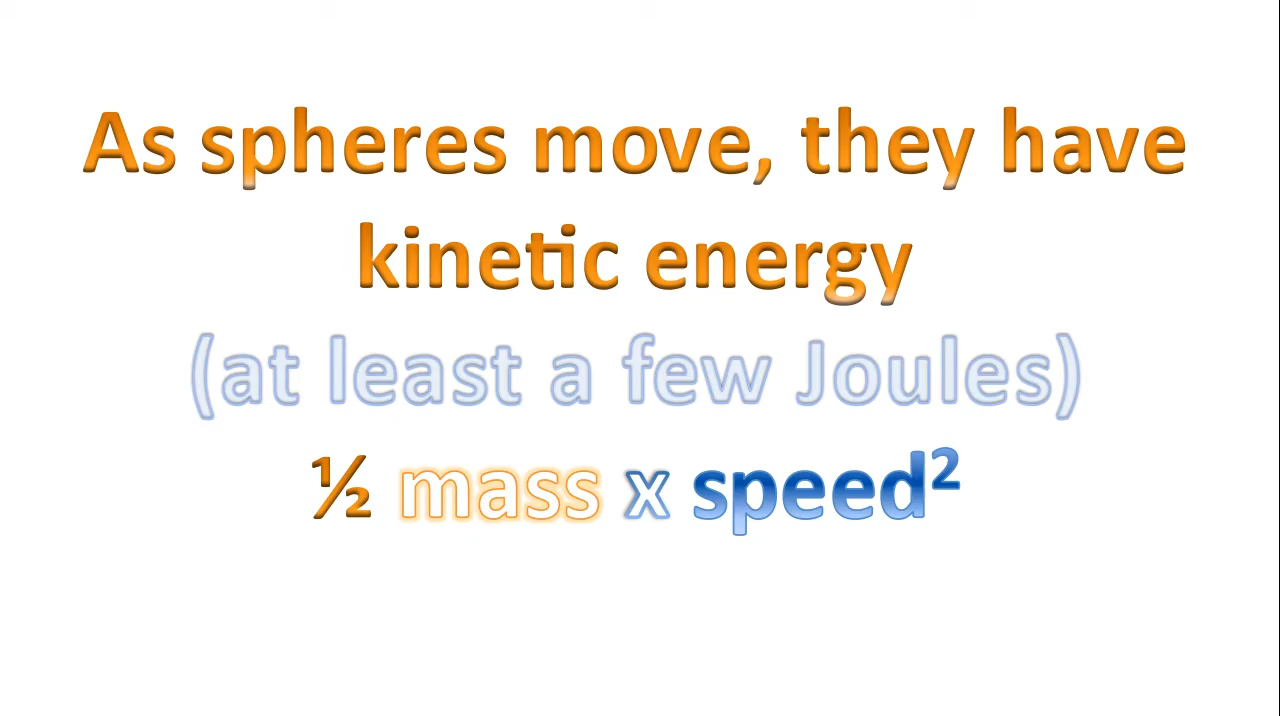 As spheres move, they have
kinetic energy
(at least a few Joules)
½ mass x speed²